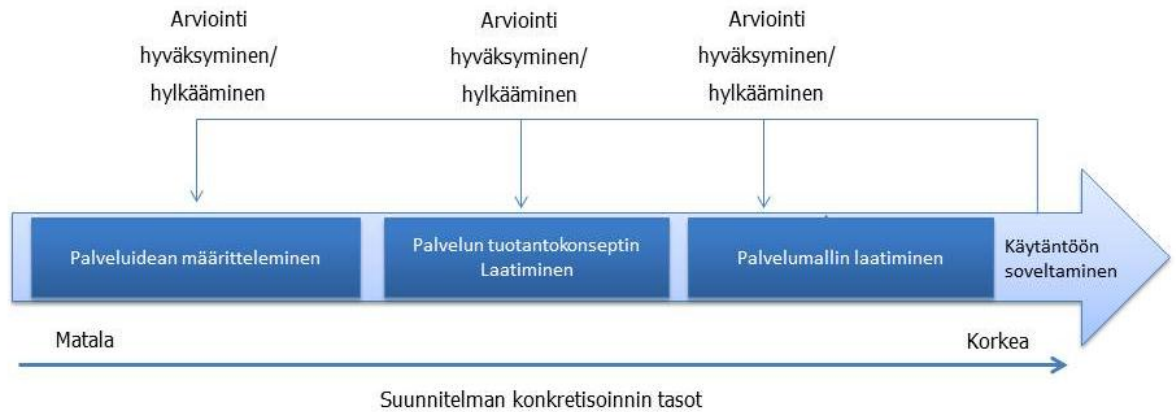 Arviointi
hyväksyminen/
hylkääminen
Arviointi
hyväksyminen/
hylkääminen
Arviointi
hyväksyminen/
hylkääminen
Palveluidean määritteleminen
Palvelun tuotantokonseptin
Laatiminen
Palvelumallin laatiminen
Käytäntöön
soveltaminen
Matala
Korkea
Suunnitelman konkretisoinnin tasot